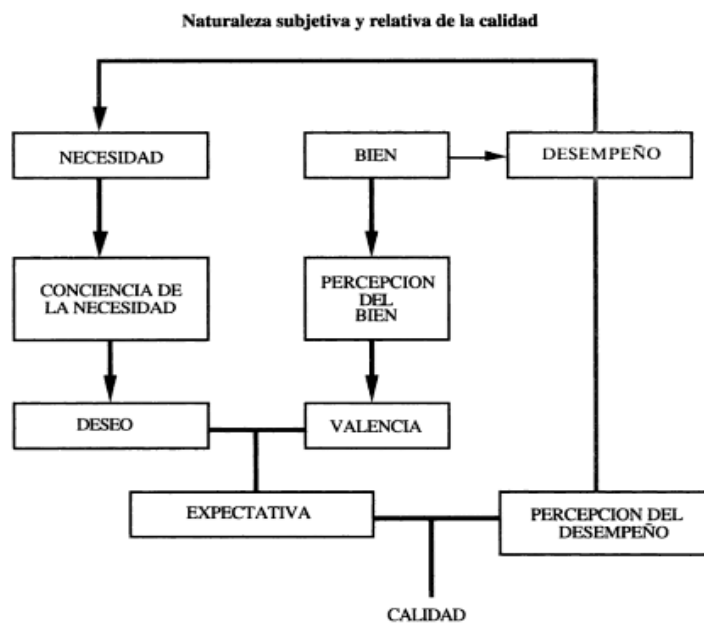 Naturaleza subjetiva y relativa de la calidad
NECESIDAD
BIEN
DESEMPEÑO
CONCIENCIA DE
LA NECESIDAD
PERCEPCION
DEL
BIEN
DESEO
VALENCIA
EXPECTATIVA
PERCEPCION DEL
DESEMPEÑO
CALIDAD